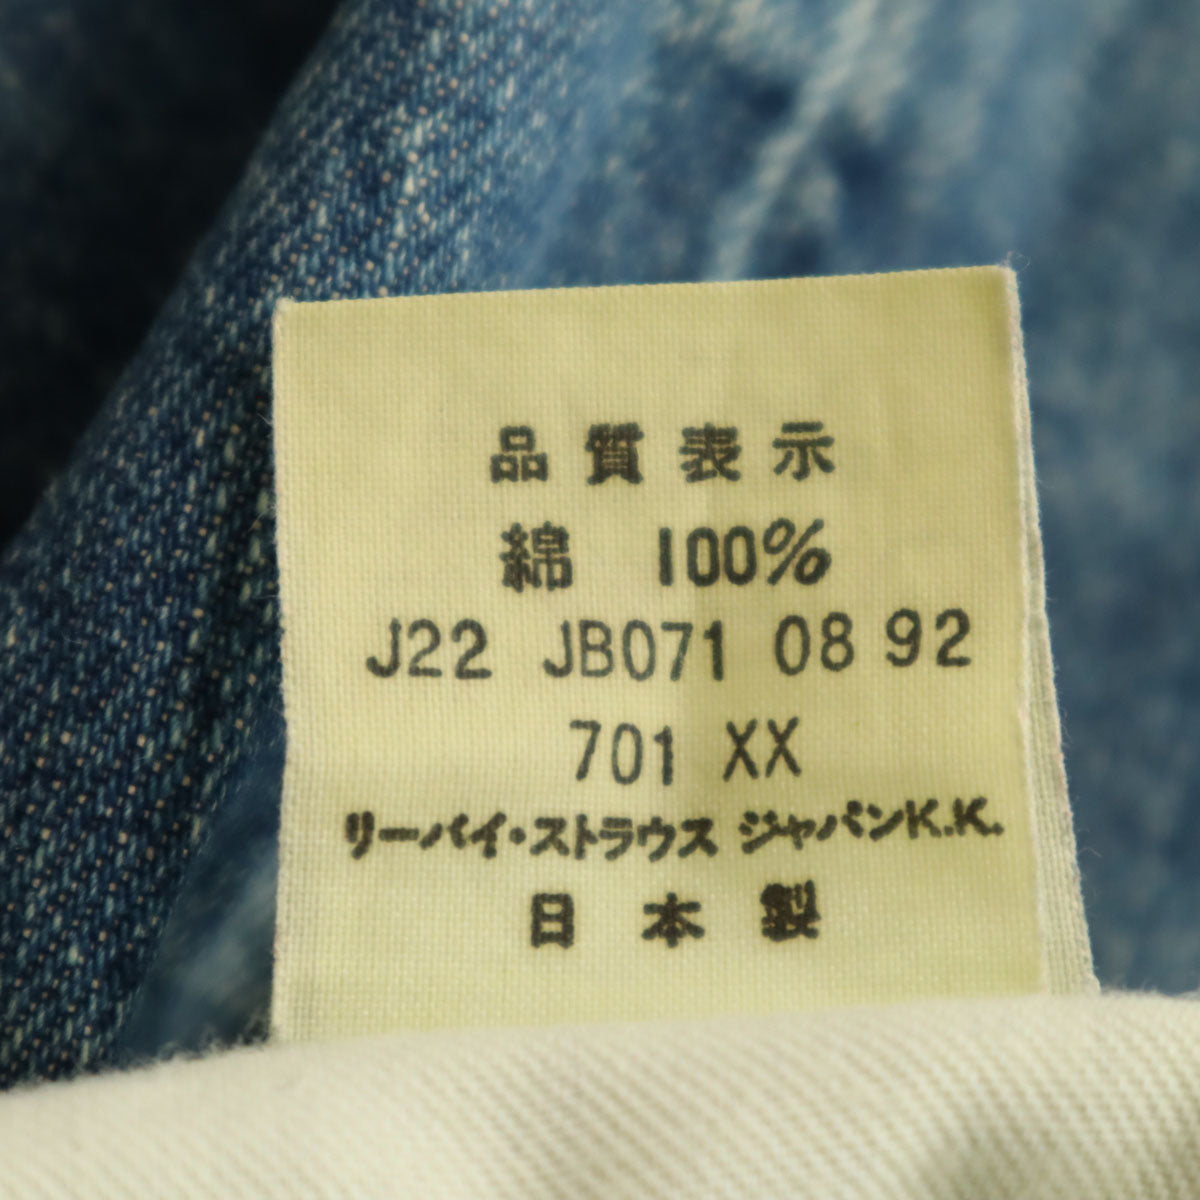 品質表示
綿 100%
J22 JB071 08 92
701 XX
リーバイ・ストラウス ジャパンK.K.
日本製